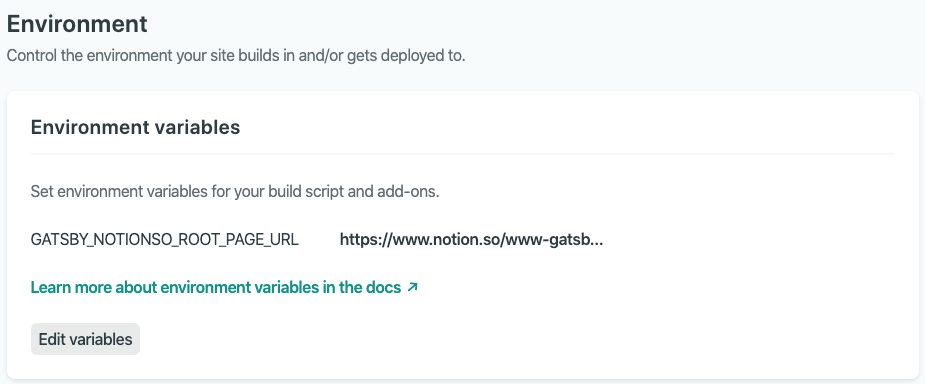 Environment
Control the environment your site builds in and/or gets deployed to.
Environment variables
Set environment variables for your build script and add-ons.
GATSBY_NOTIONSO_ROOT_PAGE_URL https://www.notion.so/www-gatsb...
Learn more about environment variables in the docs ↗
Edit variables